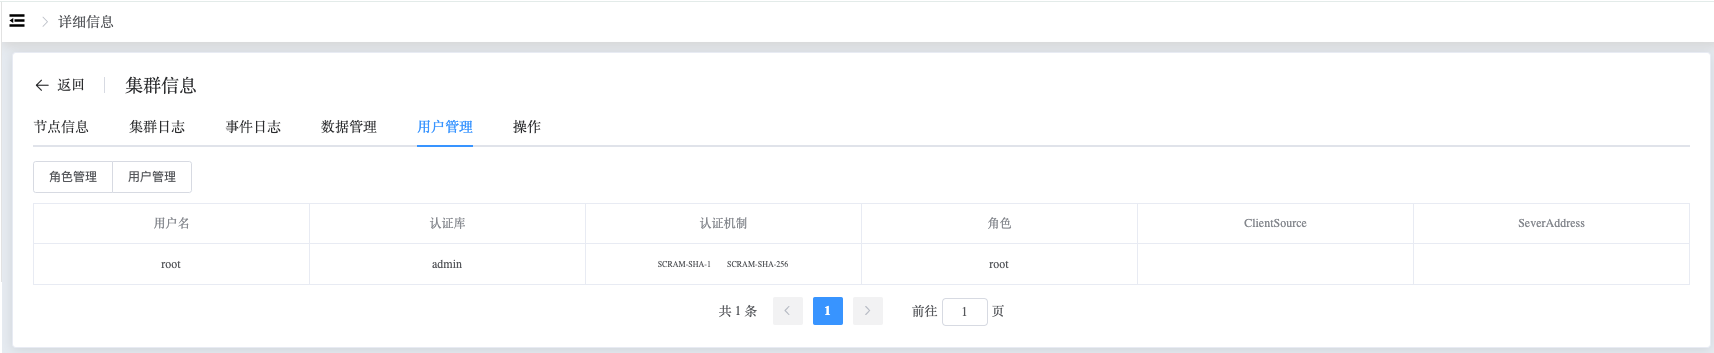 详细信息
返回 集群信息
节点信息 集群日志 事件日志 数据管理 用户管理 操作
角色管理 用户管理
用户名 认证库 认证机制 角色 ClientSource SeverAddress
root admin SCRAM-SHA-1 SCRAM-SHA-256 root
共 1 条 1 前往 1 页